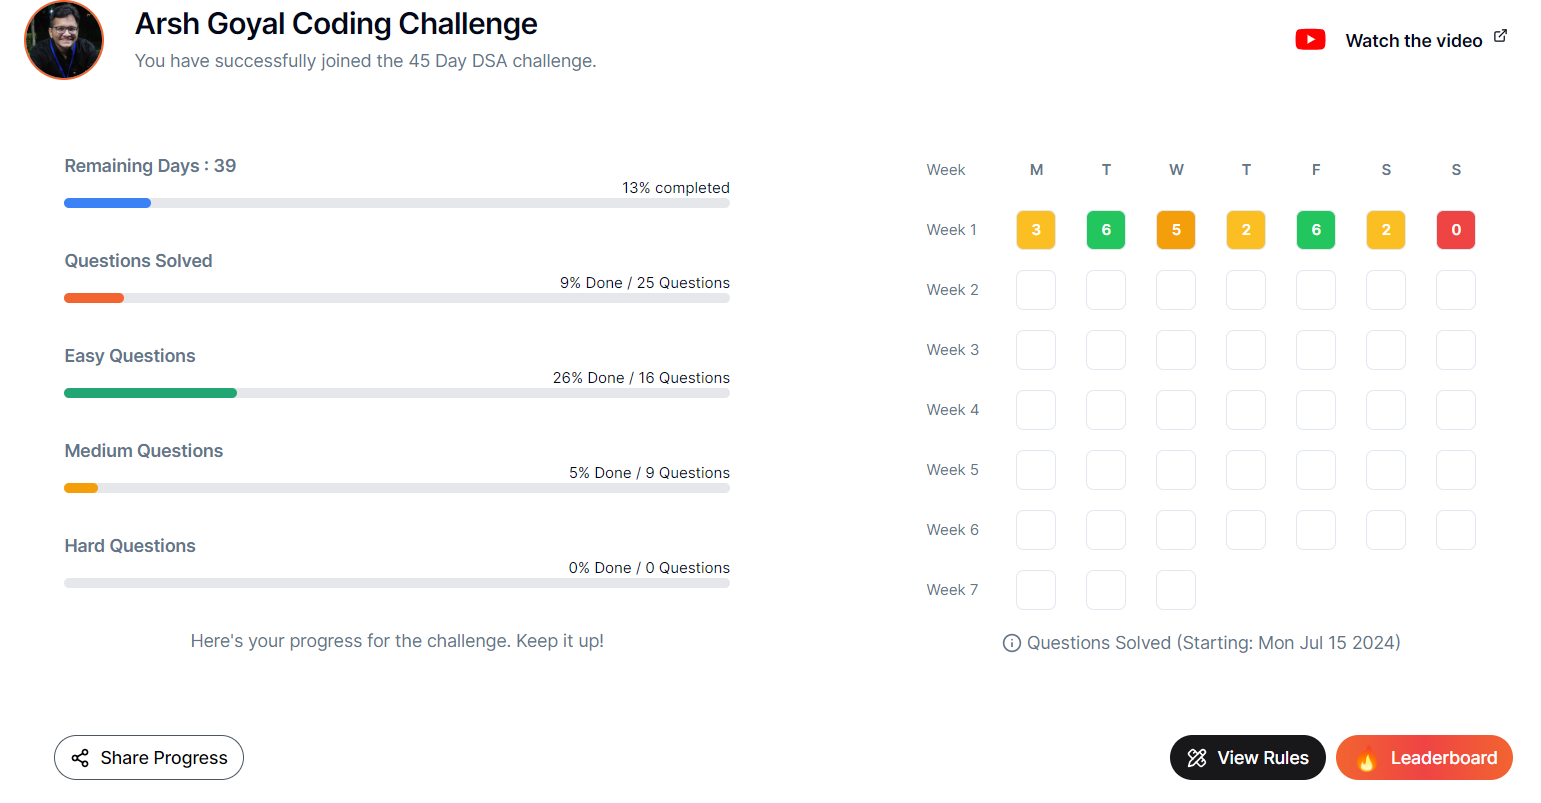 Arsh Goyal Coding Challenge
You have successfully joined the 45 Day DSA challenge.
Watch the video
Remaining Days : 39
13% completed
Questions Solved
9% Done / 25 Questions
Easy Questions
26% Done / 16 Questions
Medium Questions
5% Done / 9 Questions
Hard Questions
0% Done / 0 Questions
Here's your progress for the challenge. Keep it up!
Week M T W T F S S
Week 1 3 6 5 2 6 2 0
Week 2
Week 3
Week 4
Week 5
Week 6
Week 7
Questions Solved (Starting: Mon Jul 15 2024)
Share Progress
View Rules
Leaderboard